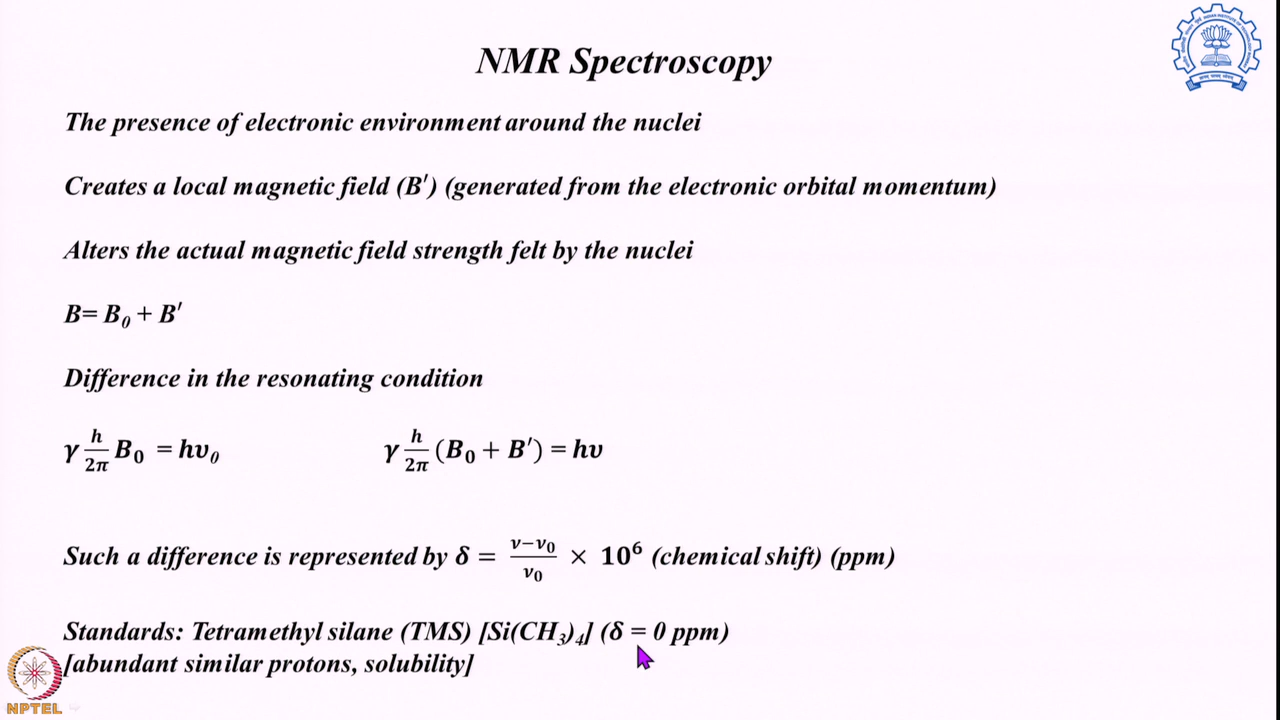 NMR Spectroscopy
The presence of electronic environment around the nuclei
Creates a local magnetic field (B′) (generated from the electronic orbital momentum)
Alters the actual magnetic field strength felt by the nuclei
B= B₀ + B′
Difference in the resonating condition
γ h/2π B₀ = hυ₀ γ h/2π (B₀ + B′) = hυ
Such a difference is represented by δ = ν−ν₀/ν₀ × 10⁶ (chemical shift) (ppm)
Standards: Tetramethyl silane (TMS) [Si(CH₃)₄] (δ = 0 ppm)
[abundant similar protons, solubility]
NPTEL